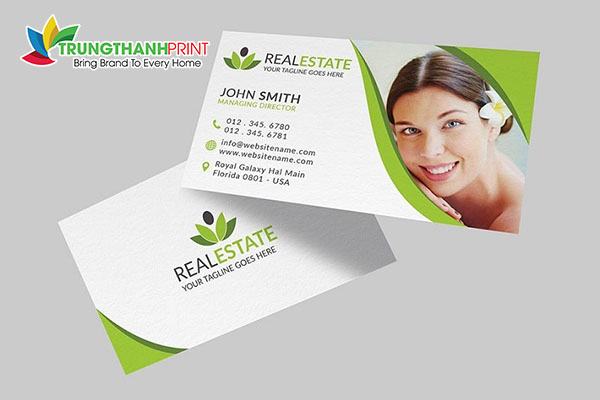 TRUNGTHANHPRINT
Bring Brand To Every Home
REALESTATE
YOUR TAGLINE GOES HERE
JOHN SMITH
MANAGING DIRECTOR
012 . 345. 6780
012 . 345. 6781
info@websitename.com
www.websitename.com
Royal Galaxy Hal Main
Florida 0801 - USA
REALESTATE
YOUR TAGLINE GOES HERE